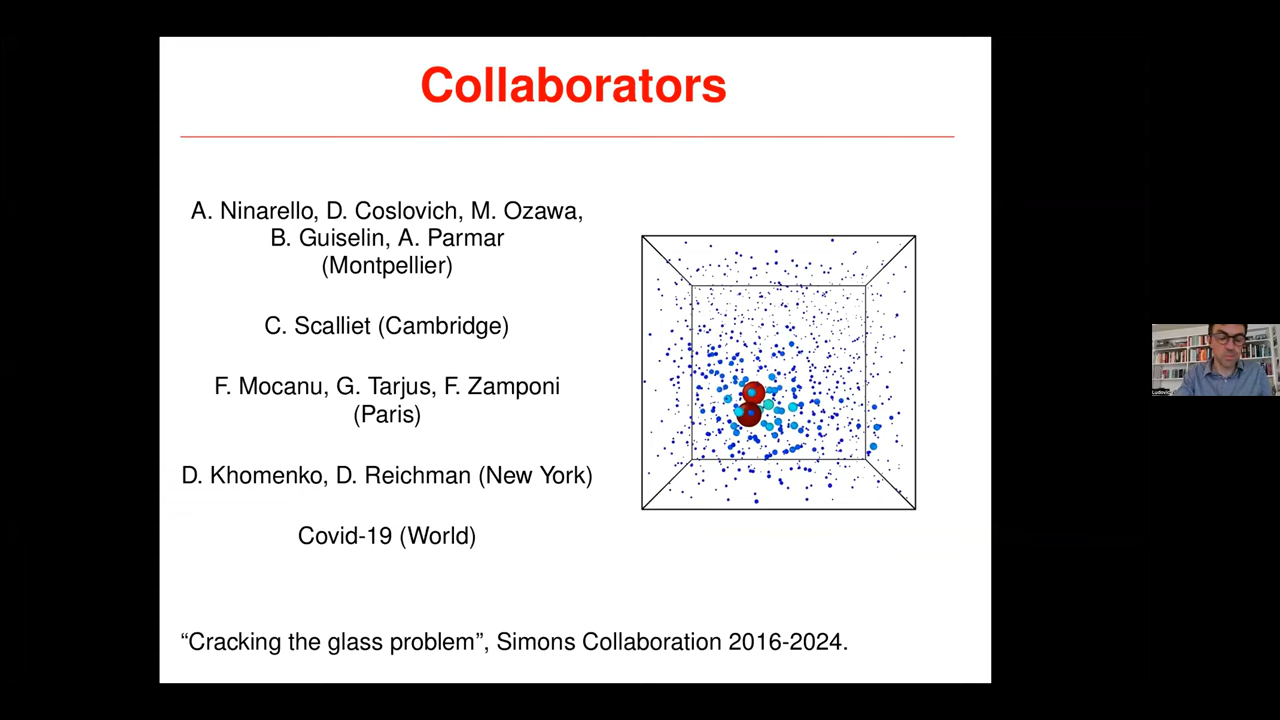 Collaborators
A. Ninarello, D. Coslovich, M. Ozawa,
B. Guiselin, A. Parmar
(Montpellier)
C. Scalliet (Cambridge)
F. Mocanu, G. Tarjus, F. Zamponi
(Paris)
D. Khomenko, D. Reichman (New York)
Covid-19 (World)
“Cracking the glass problem”, Simons Collaboration 2016-2024.